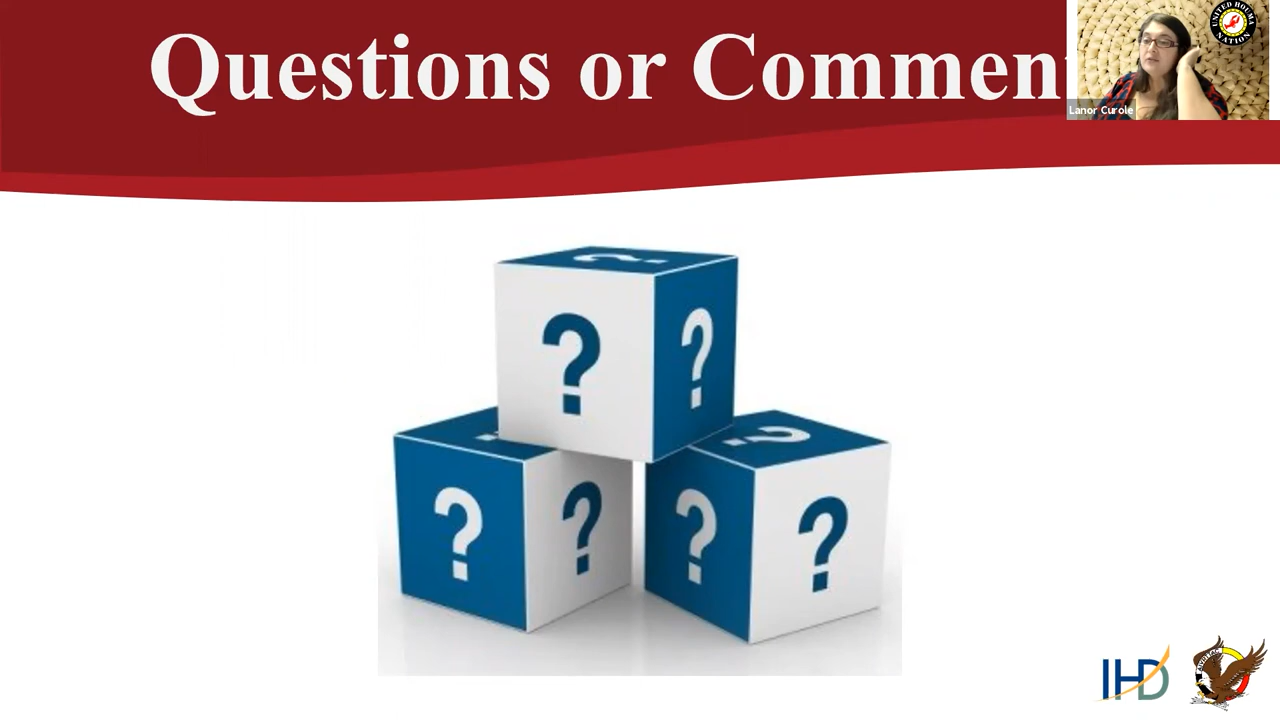 Questions or Comment
UNITED HOUMA
NATION
Lanor Curole
?
?
?
?
?
?
?
?
IHD